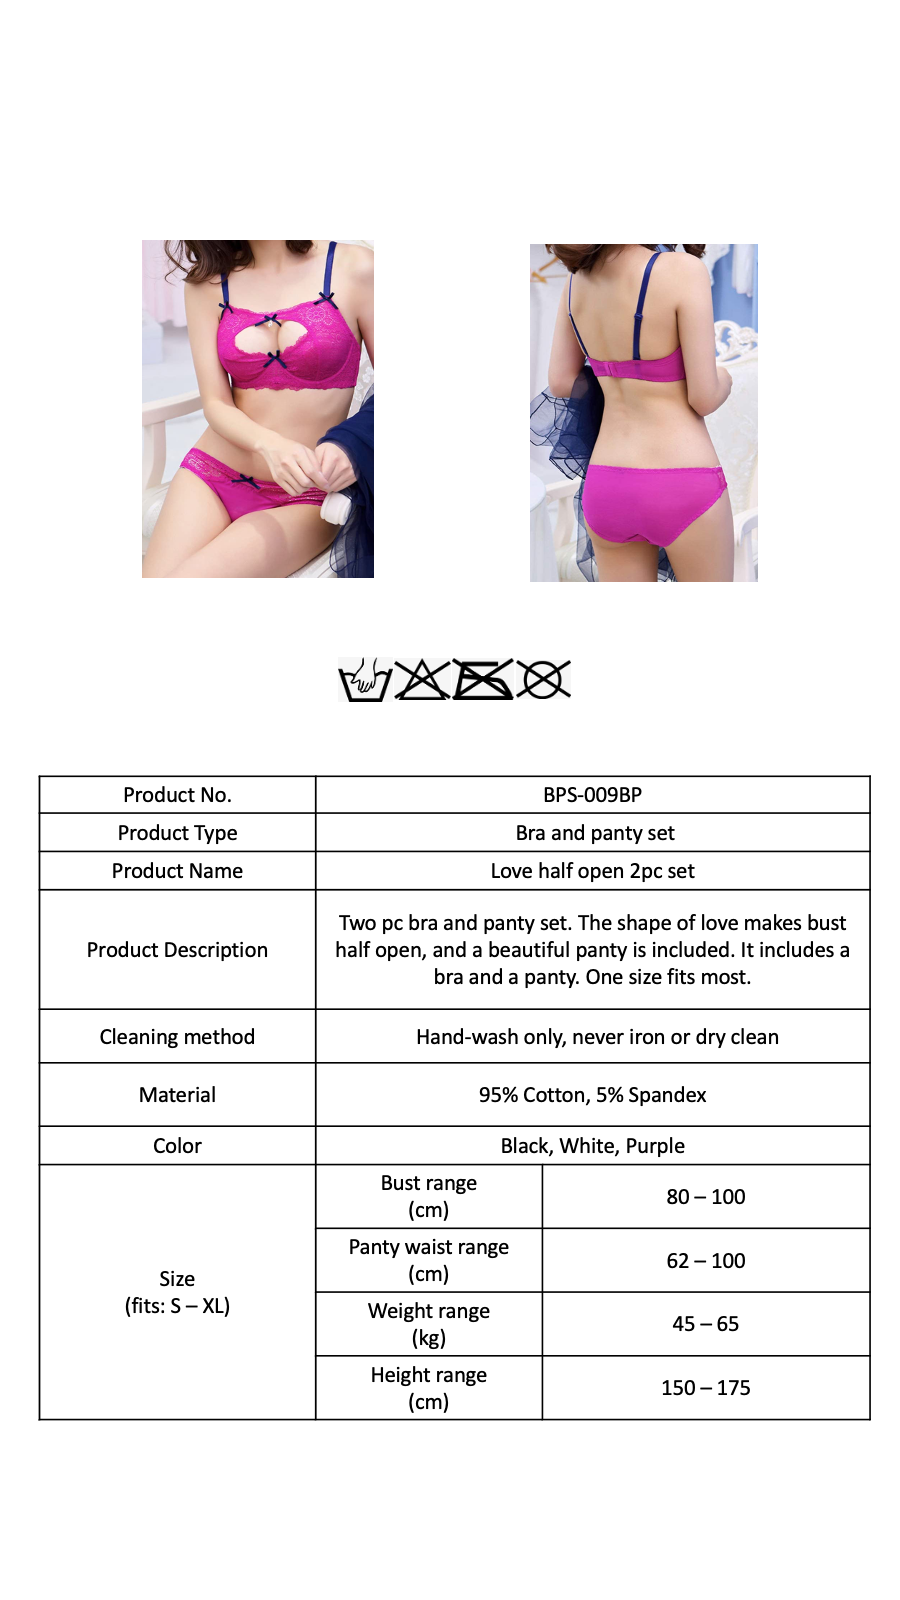 Product No.
BPS-009BP
Product Type
Bra and panty set
Product Name
Love half open 2pc set
Product Description
Two pc bra and panty set. The shape of love makes bust
half open, and a beautiful panty is included. It includes a
bra and a panty. One size fits most.
Cleaning method
Hand-wash only, never iron or dry clean
Material
95% Cotton, 5% Spandex
Color
Black, White, Purple
Size
(fits: S – XL)
Bust range
(cm)
80 – 100
Panty waist range
(cm)
62 – 100
Weight range
(kg)
45 – 65
Height range
(cm)
150 – 175